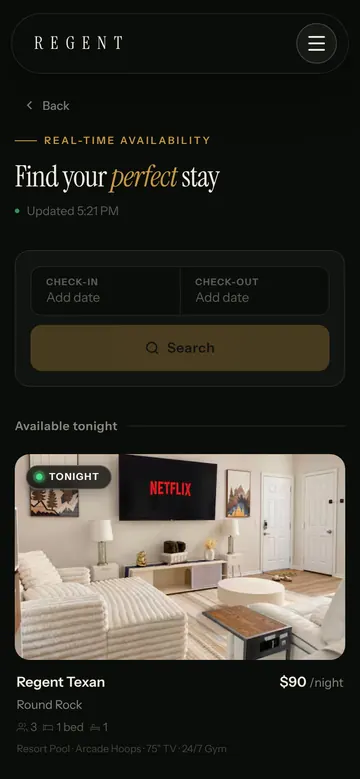 REGENT
Back
REAL-TIME AVAILABILITY
Find your perfect stay
Updated 5:21 PM
CHECK-IN
CHECK-OUT
Add date
Add date
Search
Available tonight
TONIGHT
NETFLIX
Regent Texan
$90 /night
Round Rock
3 1 bed 1
Resort Pool · Arcade Hoops · 75" TV · 24/7 Gym